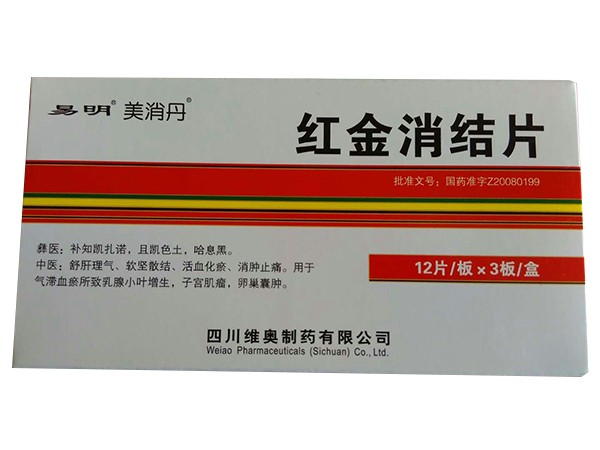 易明® 美消丹®
红金消结片
批准文号：国药准字Z20080199
彝医：补知凯扎诺，且凯色土，哈息黑。
中医：舒肝理气、软坚散结、活血化瘀、消肿止痛。用于
气滞血瘀所致乳腺小叶增生，子宫肌瘤，卵巢囊肿。
12片/板×3板/盒
四川维奥制药有限公司
Weiao Pharmaceuticals (Sichuan) Co., Ltd.